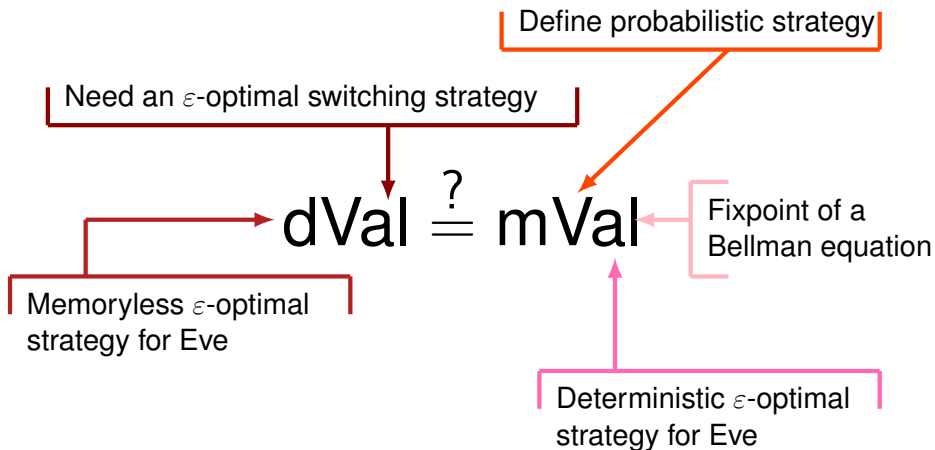 Define probabilistic strategy
Need an ε-optimal switching strategy
dVal ≟ mVal
Fixpoint of a
Bellman equation
Memoryless ε-optimal
strategy for Eve
Deterministic ε-optimal
strategy for Eve